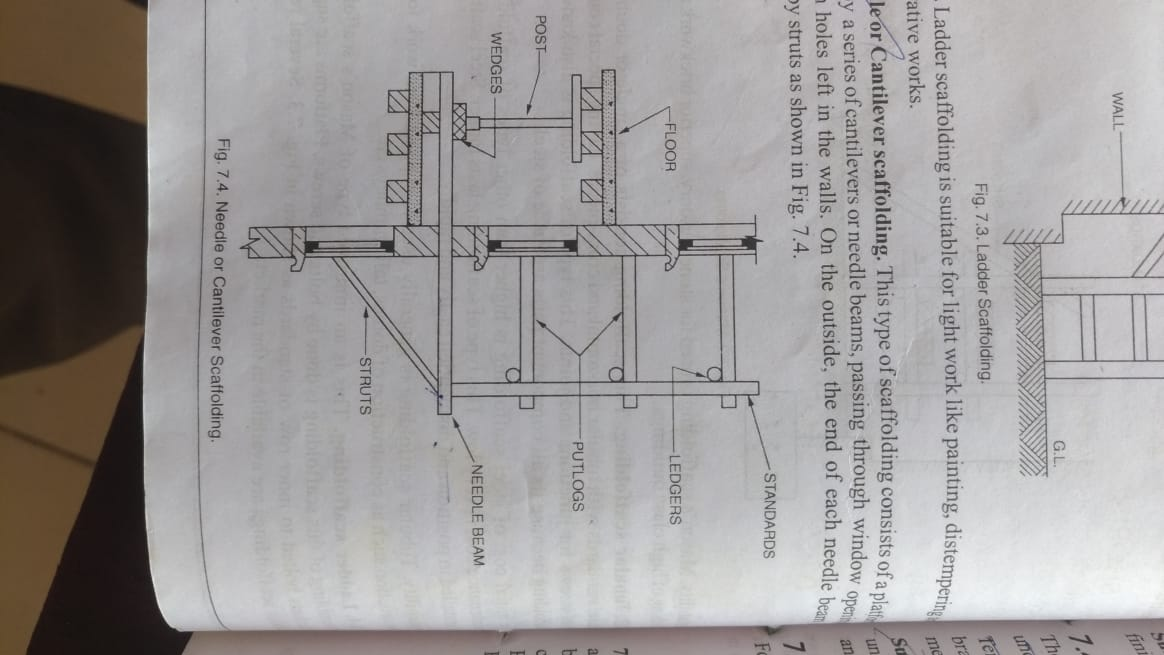 WALL
G.L.
Fig. 7.3. Ladder Scaffolding.
Ladder scaffolding is suitable for light work like painting, distempering
ative works.
le or Cantilever scaffolding. This type of scaffolding consists of a
y a series of cantilevers or needle beams, passing through window
holes left in the walls. On the outside, the end of each needle beam
by struts as shown in Fig. 7.4.
STANDARDS
FLOOR
LEDGERS
PUTLOGS
POST
WEDGES
NEEDLE BEAM
STRUTS
Fig. 7.4. Needle or Cantilever Scaffolding.